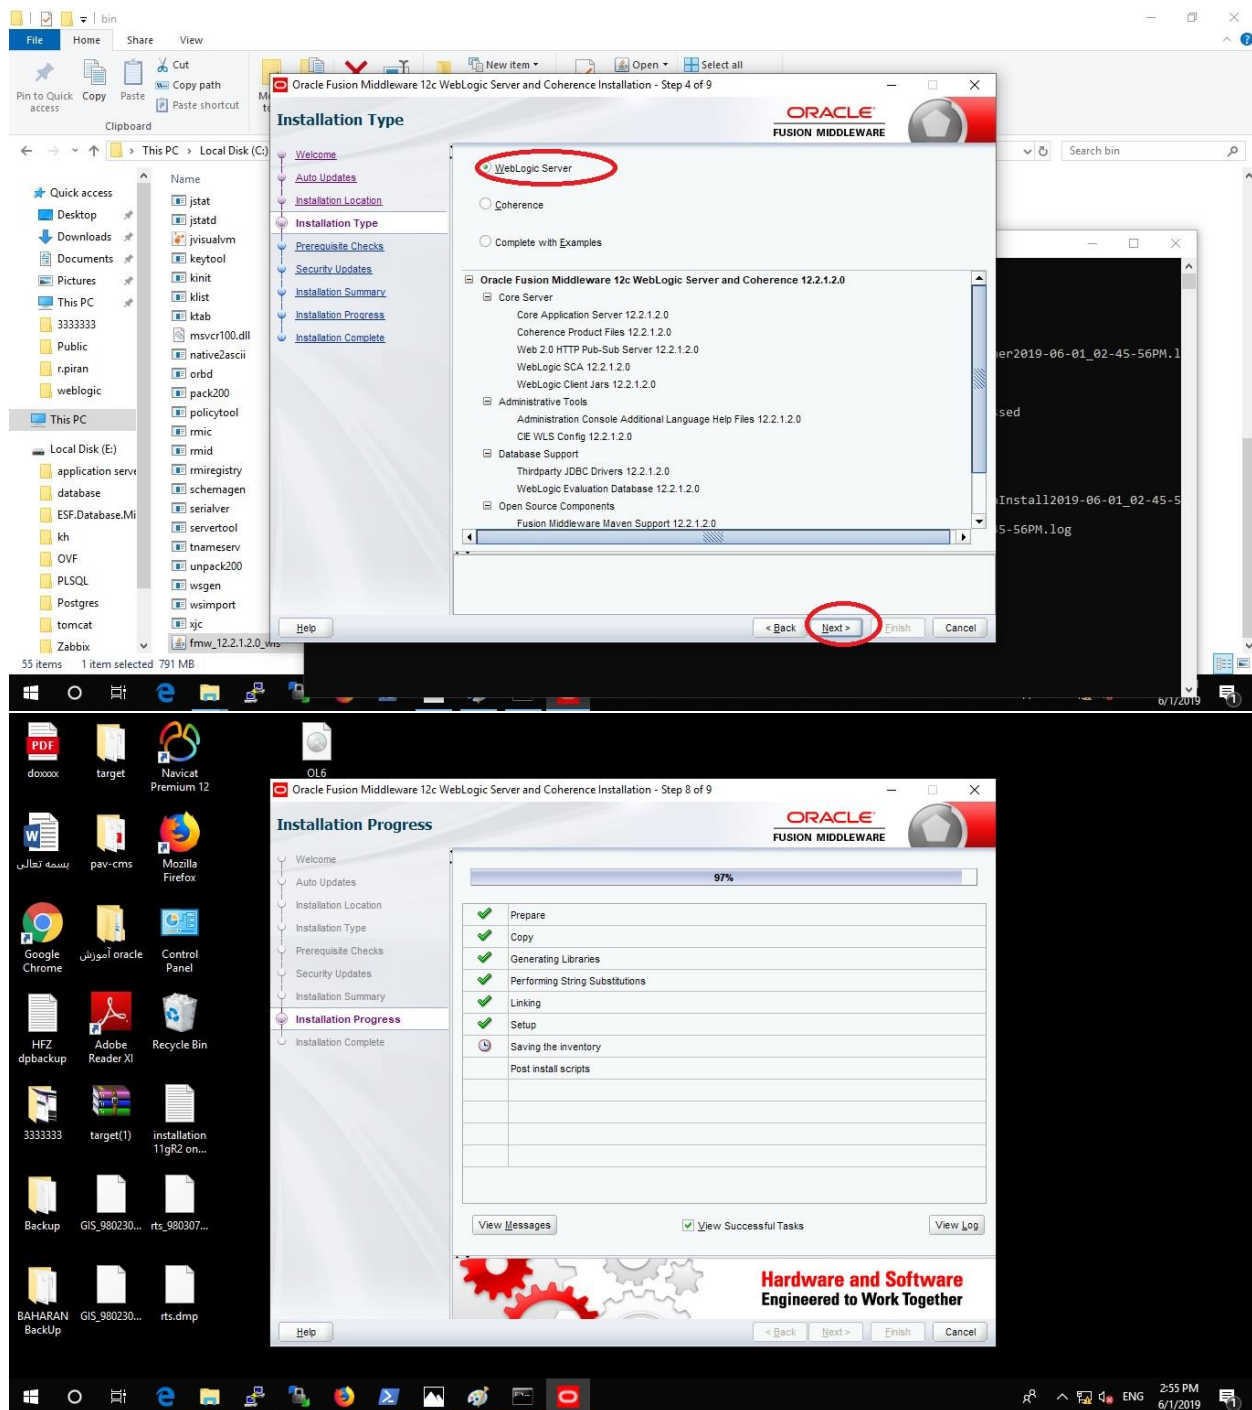 bin
File Home Share View
Cut
Copy path
Paste shortcut
Pin to Quick access
Copy
Paste
Clipboard
New item
Open
Select all
This PC > Local Disk (C:)
Search bin
Quick access
Desktop
Downloads
Documents
Pictures
This PC
3333333
Public
r.piran
weblogic
This PC
Local Disk (E:)
application serve
database
ESF.Database.Mi
kh
OVF
PLSQL
Postgres
tomcat
Zabbix
Name
jstat
jstatd
jvisualvm
keytool
kinit
klist
ktab
msvcr100.dll
native2ascii
orbd
pack200
policytool
rmic
rmid
rmiregistry
schemagen
serialver
servertool
tnameserv
unpack200
wsgen
wsimport
xjc
fmw_12.2.1.2.0_wls
55 items 1 item selected 791 MB
Oracle Fusion Middleware 12c WebLogic Server and Coherence Installation - Step 4 of 9
Installation Type
ORACLE
FUSION MIDDLEWARE
Welcome
Auto Updates
Installation Location
Installation Type
Prerequisite Checks
Security Updates
Installation Summary
Installation Progress
Installation Complete
WebLogic Server
Coherence
Complete with Examples
Oracle Fusion Middleware 12c WebLogic Server and Coherence 12.2.1.2.0
Core Server
Core Application Server 12.2.1.2.0
Coherence Product Files 12.2.1.2.0
Web 2.0 HTTP Pub-Sub Server 12.2.1.2.0
WebLogic SCA 12.2.1.2.0
WebLogic Client Jars 12.2.1.2.0
Administrative Tools
Administration Console Additional Language Help Files 12.2.1.2.0
CIE WLS Config 12.2.1.2.0
Database Support
Thirdparty JDBC Drivers 12.2.1.2.0
WebLogic Evaluation Database 12.2.1.2.0
Open Source Components
Fusion Middleware Maven Support 12.2.1.2.0
Help
< Back Next > Finish Cancel
er2019-06-01_02-45-56PM.l
sed
Install2019-06-01_02-45-5
5-56PM.log
6/1/2019
doxxxx
target
Navicat Premium 12
OL6
بسمه تعالی
pav-cms
Mozilla Firefox
Google Chrome
آموزش oracle
Control Panel
HFZ dpbackup
Adobe Reader XI
Recycle Bin
3333333
target(1)
installation 11gR2 on...
Backup
GIS_980230...
rts_980307...
BAHARAN BackUp
GIS_980230...
rts.dmp
Oracle Fusion Middleware 12c WebLogic Server and Coherence Installation - Step 8 of 9
Installation Progress
ORACLE
FUSION MIDDLEWARE
Welcome
Auto Updates
Installation Location
Installation Type
Prerequisite Checks
Security Updates
Installation Summary
Installation Progress
Installation Complete
97%
Prepare
Copy
Generating Libraries
Performing String Substitutions
Linking
Setup
Saving the inventory
Post install scripts
View Messages
View Successful Tasks
View Log
Hardware and Software
Engineered to Work Together
Help
< Back Next > Finish Cancel
ENG
2:55 PM
6/1/2019